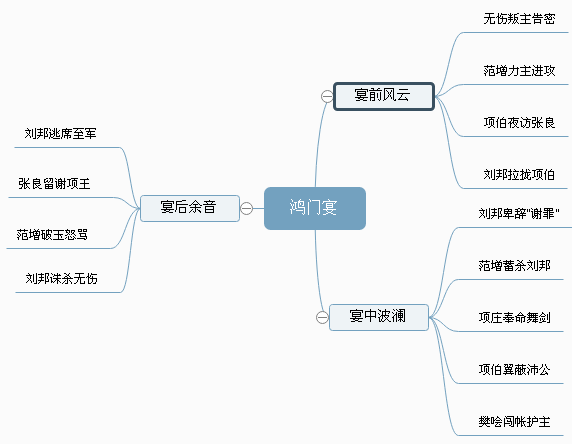 鸿门宴
宴前风云
无伤叛主告密
范增力主进攻
项伯夜访张良
刘邦拉拢项伯
宴中波澜
刘邦卑辞"谢罪"
范增蓄杀刘邦
项庄奉命舞剑
项伯翼蔽沛公
樊哙闯帐护主
宴后余音
刘邦逃席至军
张良留谢项王
范增破玉怒骂
刘邦诛杀无伤